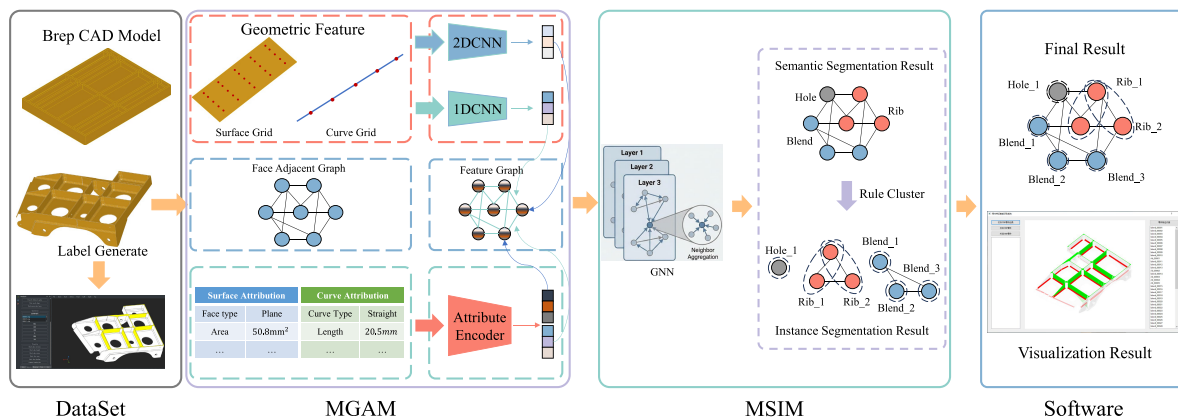 Brep CAD Model
Label Generate
DataSet
Geometric Feature
Surface Grid
Curve Grid
2DCNN
1DCNN
Face Adjacent Graph
Feature Graph
Surface Attribution
Curve Attribution
Face type
Plane
Curve Type
Straight
Area
50.8mm²
Length
20.5mm
...
...
...
...
Attribute
Encoder
MGAM
Layer 1
Layer 2
Layer 3
Neighbor
Aggregation
GNN
Semantic Segmentation Result
Hole
Rib
Blend
Rule Cluster
Hole_1
Rib_1
Rib_2
Blend_1
Blend_3
Blend_2
Instance Segmentation Result
MSIM
Final Result
Hole_1
Rib_1
Rib_2
Blend_1
Blend_2
Blend_3
Visualization Result
Software